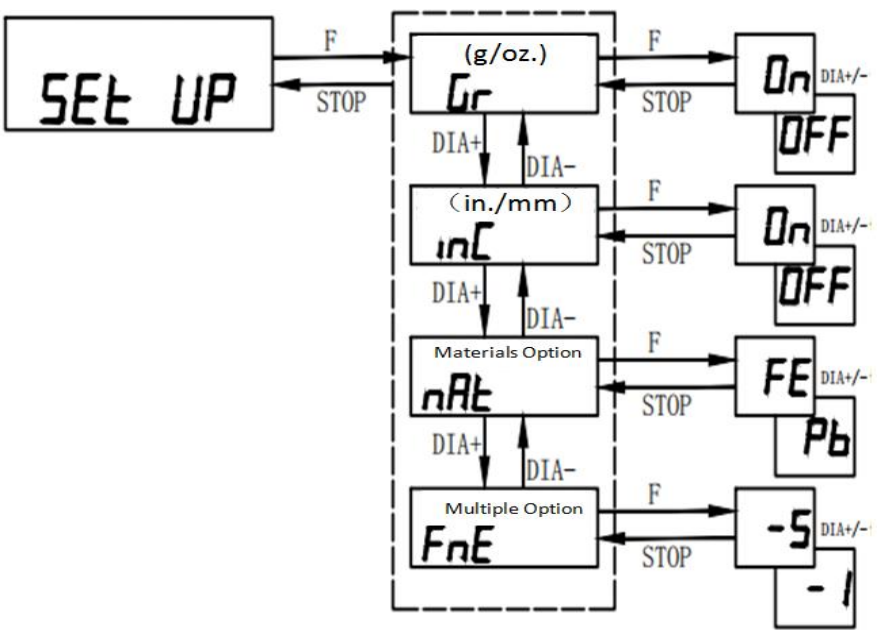 SEt UP
F
STOP
(g/oz.)
Gr
F
STOP
On
DIA+/-
OFF
DIA+
DIA-
(in./mm)
inC
F
STOP
On
DIA+/-
OFF
DIA+
DIA-
Materials Option
nAt
F
STOP
FE
DIA+/-
Pb
DIA+
DIA-
Multiple Option
FnE
F
STOP
-5
DIA+/-
-1